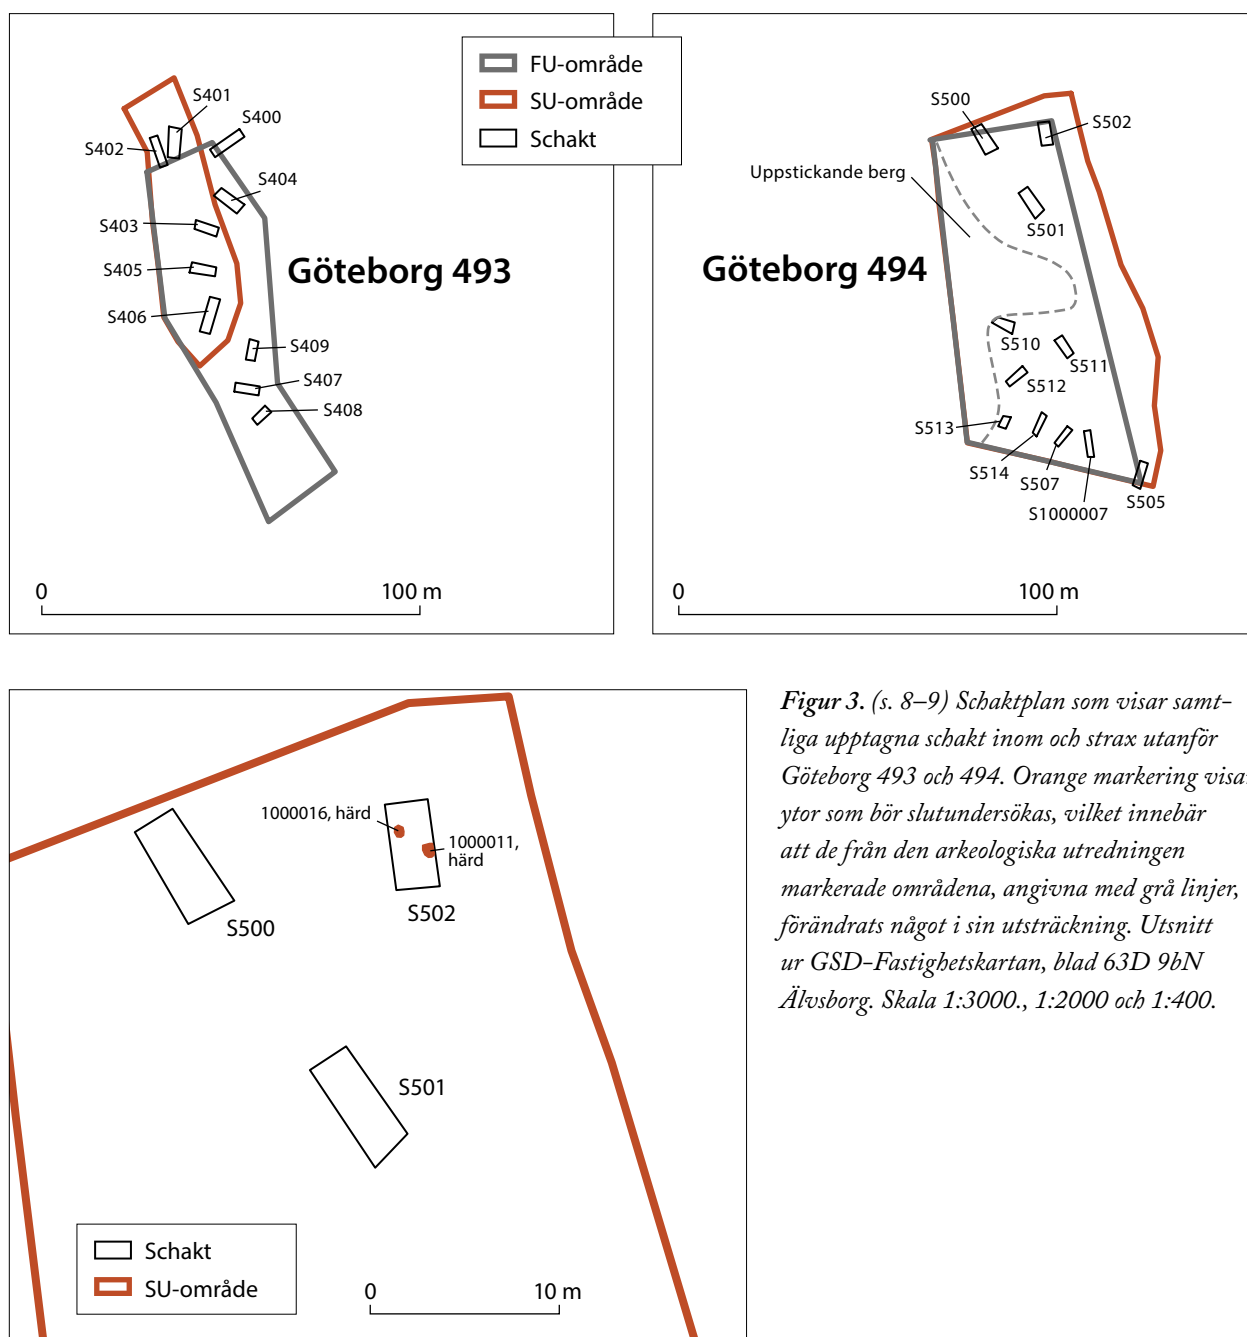 FU-område
SU-område
Schakt
S401
S400
S402
S404
S403
S405
S406
S409
S407
S408
Göteborg 493
0
100 m
S500
S502
Uppstickande berg
S501
Göteborg 494
S510
S511
S512
S513
S514
S507
S1000007
S505
0
100 m
1000016, härd
1000011,
härd
S500
S502
S501
Schakt
SU-område
0
10 m
Figur 3. (s. 8–9) Schaktplan som visar samt-
liga upptagna schakt inom och strax utanför
Göteborg 493 och 494. Orange markering visar
ytor som bör slutundersökas, vilket innebär
att de från den arkeologiska utredningen
markerade områdena, angivna med grå linjer,
förändrats något i sin utsträckning. Utsnitt
ur GSD-Fastighetskartan, blad 63D 9bN
Älvsborg. Skala 1:3000., 1:2000 och 1:400.